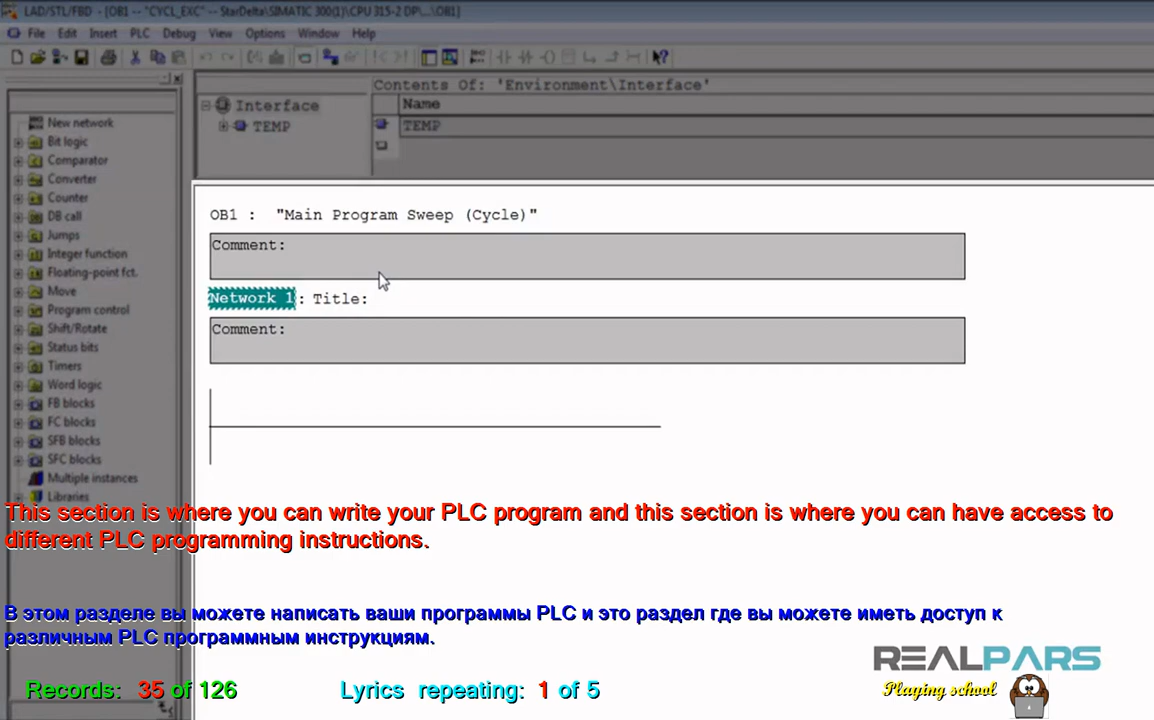 LAD/STL/FBD - [OB1 -- "CYCL_EXC" -- StarDelta\SIMATIC 300(1)\CPU 315-2 DP\...\OB1]
File Edit Insert PLC Debug View Options Window Help
Contents Of: 'Environment\Interface'
Interface
TEMP
Name
TEMP
New network
Bit logic
Comparator
Converter
Counter
DB call
Jumps
Integer function
Floating-point fct.
Move
Program control
Shift/Rotate
Status bits
Timers
Word logic
FB blocks
FC blocks
SFB blocks
SFC blocks
Multiple instances
Libraries
OB1 : "Main Program Sweep (Cycle)"
Comment:
Network 1: Title:
Comment:
This section is where you can write your PLC program and this section is where you can have access to
different PLC programming instructions.
В этом разделе вы можете написать ваши программы PLC и это раздел где вы можете иметь доступ к
различным PLC программным инструкциям.
Records: 35 of 126
Lyrics repeating: 1 of 5
REALPARS
Playing school